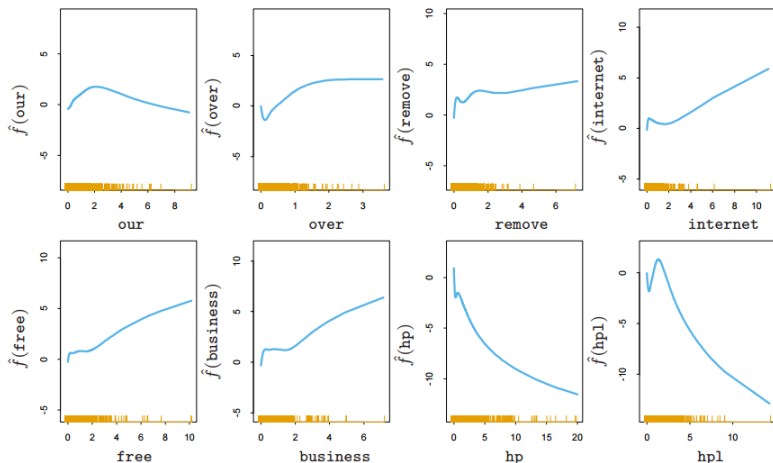 f̂(our)
-5 0 5
0 2 4 6 8
our
f̂(over)
-5 0 5
0 1 2 3
over
f̂(remove)
-5 0 5 10
0 2 4 6
remove
f̂(internet)
-5 0 5 10
0 2 4 6 8 10
internet
f̂(free)
-5 0 5 10
0 2 4 6 8 10
free
f̂(business)
-5 0 5 10
0 2 4 6
business
f̂(hp)
-10 -5 0
0 5 10 15 20
hp
f̂(hpl)
-10 -5 0
0 5 10
hpl